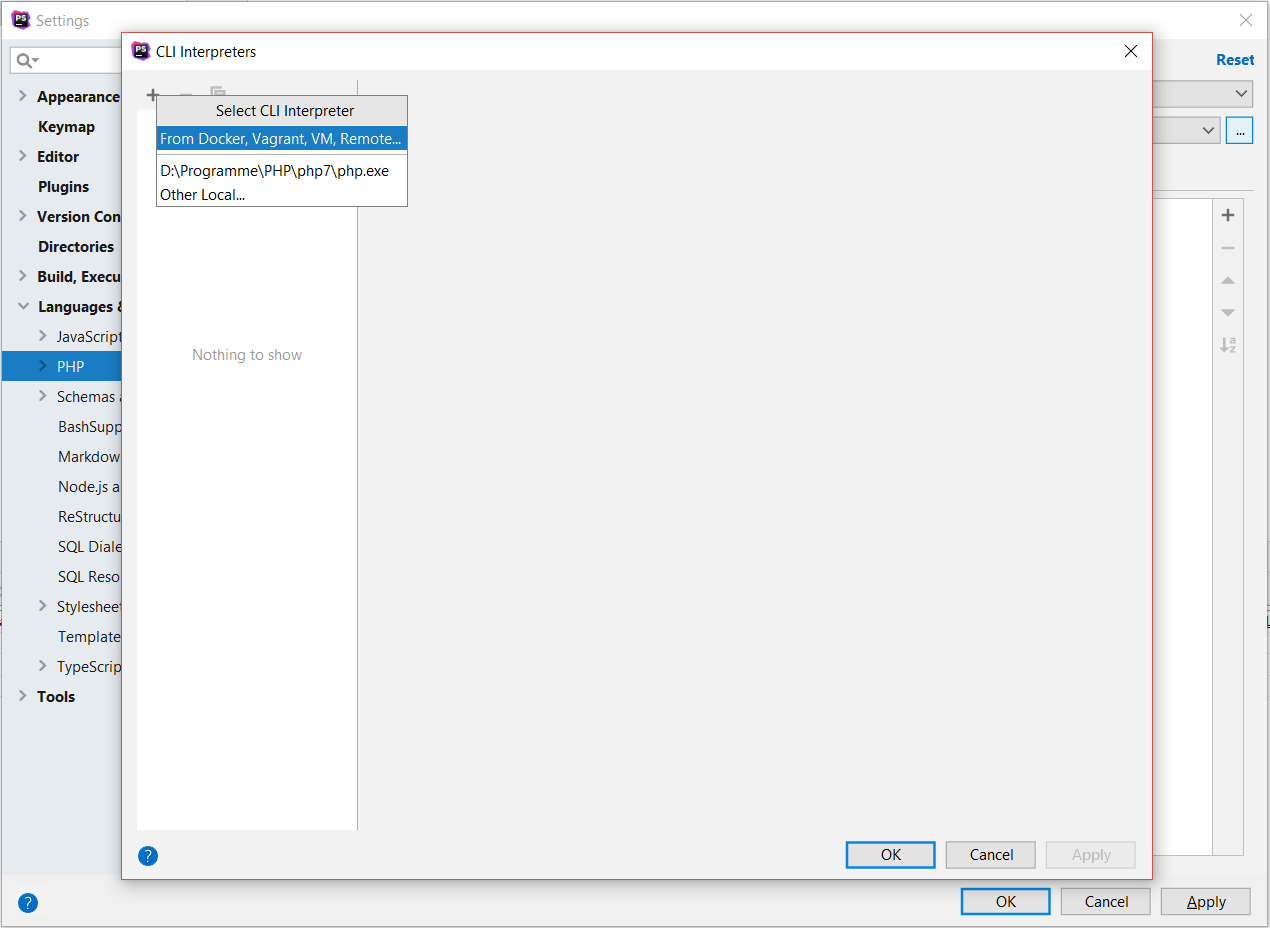 PS Settings
Reset
Appearance
Keymap
Editor
Plugins
Version Con
Directories
Build, Execu
Languages &
JavaScript
PHP
Schemas a
BashSupp
Markdow
Node.js a
ReStructu
SQL Diale
SQL Reso
Stylesheet
Template
TypeScrip
Tools
PS CLI Interpreters
Select CLI Interpreter
From Docker, Vagrant, VM, Remote...
D:\Programme\PHP\php7\php.exe
Other Local...
Nothing to show
...
a
z
?
OK
Cancel
Apply
?
OK
Cancel
Apply